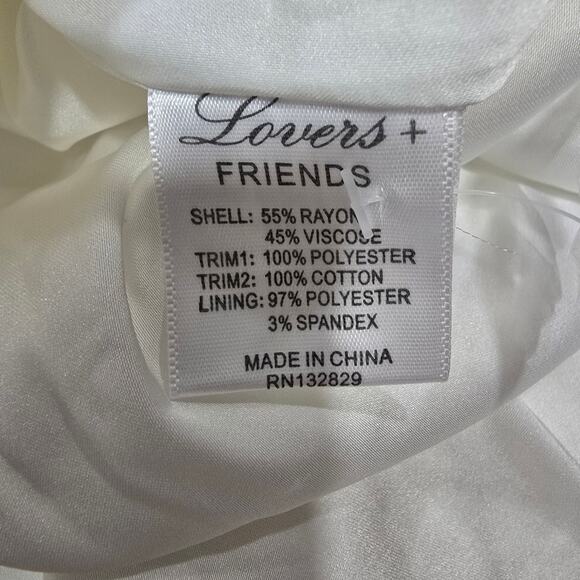 Lovers +
FRIENDS
SHELL: 55% RAYON
45% VISCOSE
TRIM1: 100% POLYESTER
TRIM2: 100% COTTON
LINING: 97% POLYESTER
3% SPANDEX
MADE IN CHINA
RN132829